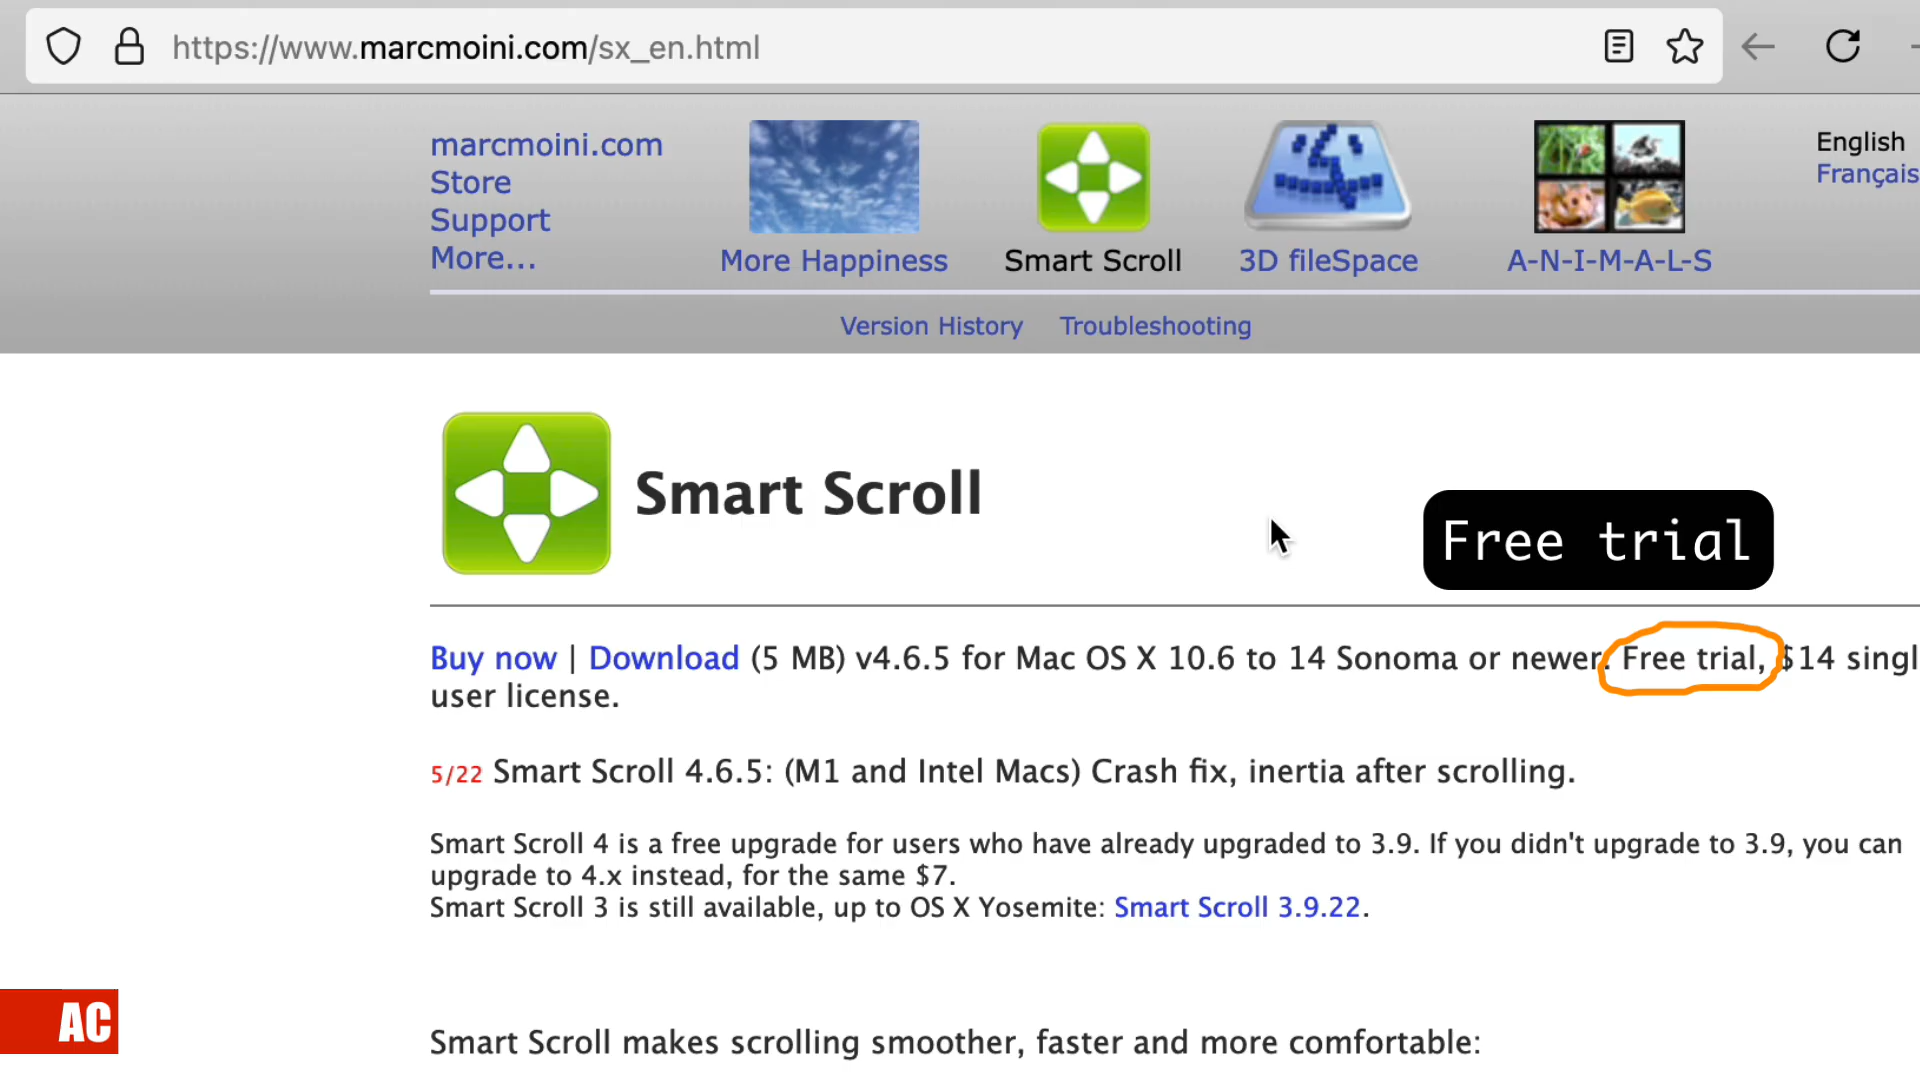 https://www.marcmoini.com/sx_en.html
marcmoini.com
Store
Support
More...
More Happiness
Smart Scroll
3D fileSpace
A-N-I-M-A-L-S
English
Français
Version History
Troubleshooting
Smart Scroll
Free trial
Buy now | Download (5 MB) v4.6.5 for Mac OS X 10.6 to 14 Sonoma or newer. Free trial, $14 singl
user license.
5/22 Smart Scroll 4.6.5: (M1 and Intel Macs) Crash fix, inertia after scrolling.
Smart Scroll 4 is a free upgrade for users who have already upgraded to 3.9. If you didn't upgrade to 3.9, you can
upgrade to 4.x instead, for the same $7.
Smart Scroll 3 is still available, up to OS X Yosemite: Smart Scroll 3.9.22.
AC
Smart Scroll makes scrolling smoother, faster and more comfortable: